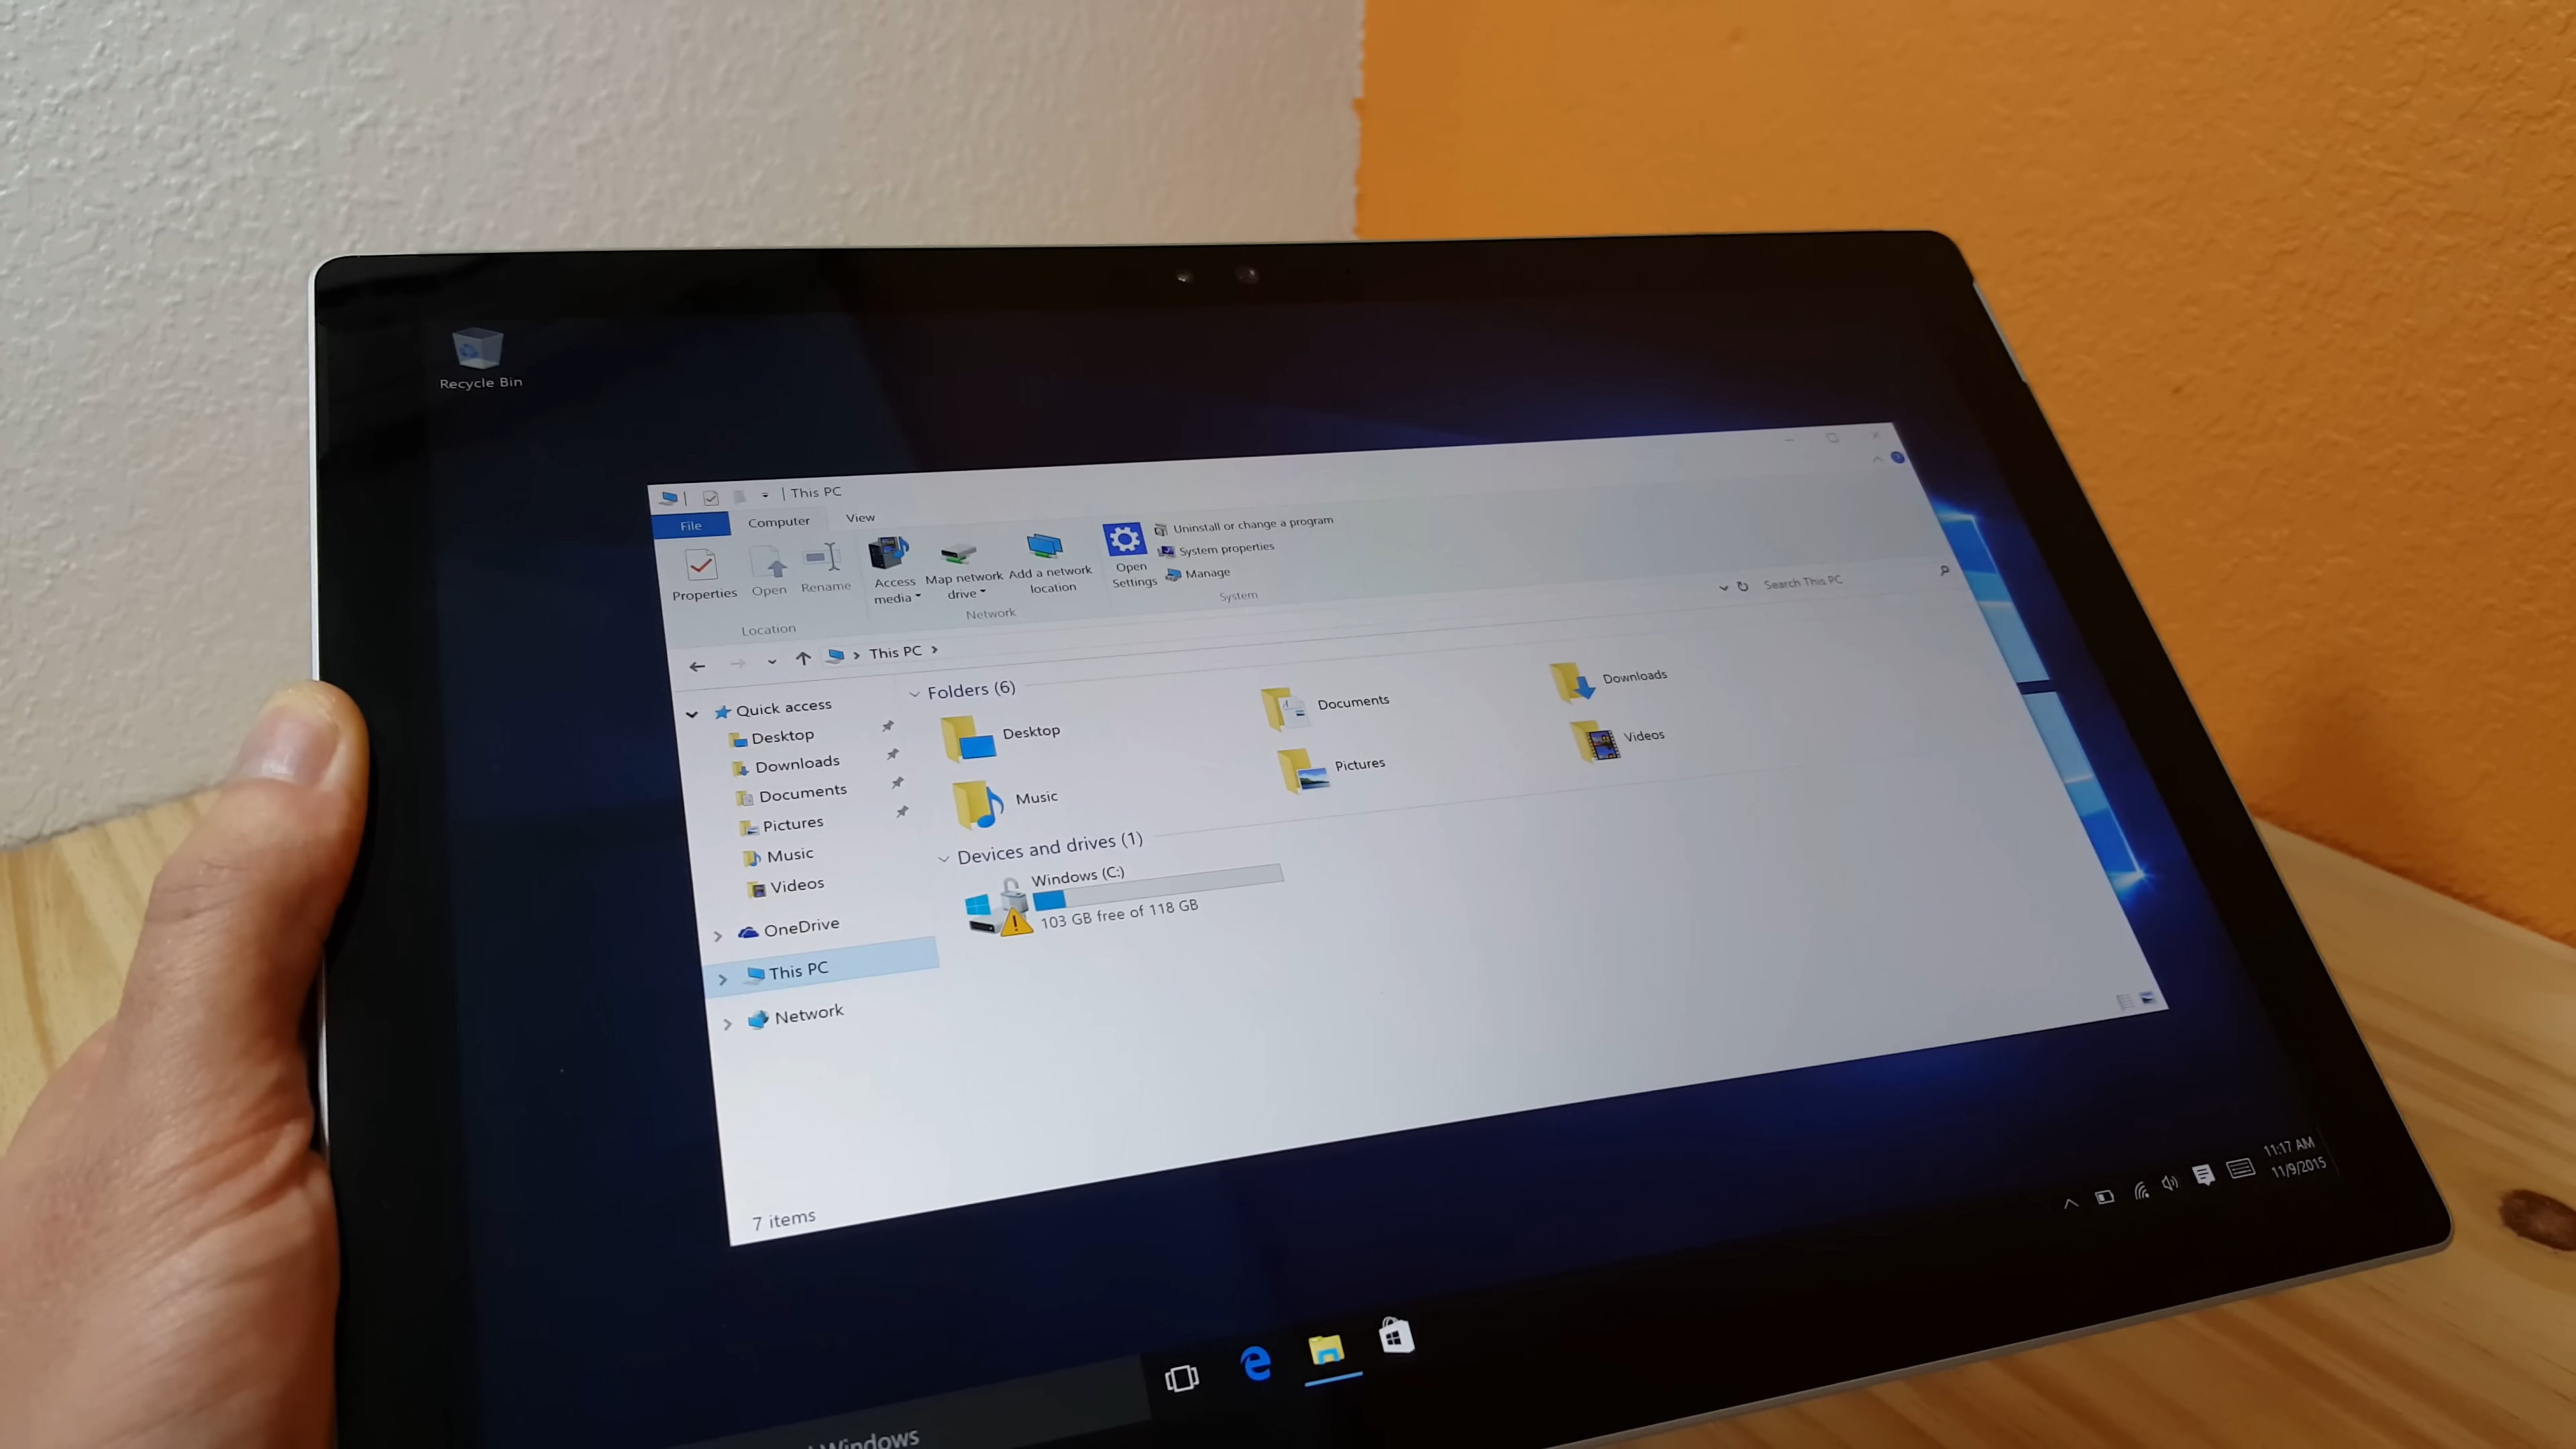 Recycle Bin
This PC
File
Computer
View
Properties
Open
Rename
Access
media
Map network
drive
Add a network
location
Open
Settings
Uninstall or change a program
System properties
Manage
Location
Network
System
This PC
Search This PC
Quick access
Desktop
Downloads
Documents
Pictures
Music
Videos
OneDrive
This PC
Network
Folders (6)
Desktop
Documents
Downloads
Music
Pictures
Videos
Devices and drives (1)
Windows (C:)
103 GB free of 118 GB
7 items
11:17 AM
11/9/2015
Windows